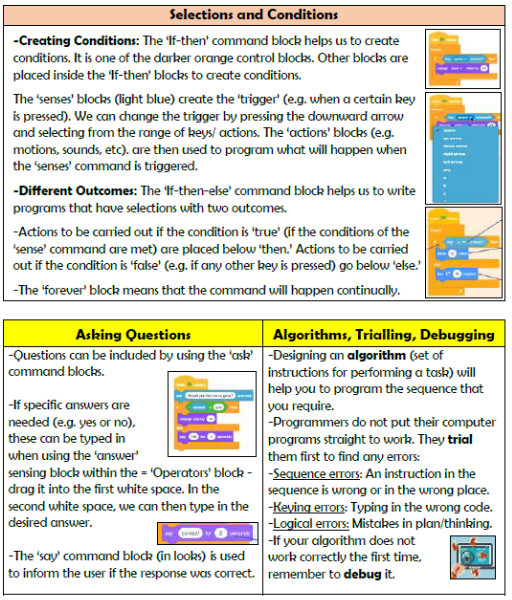 Selections and Conditions
-Creating Conditions: The ‘If-then’ command block helps us to create
conditions. It is one of the darker orange control blocks. Other blocks are
placed inside the ‘If-then’ blocks to create conditions.
The ‘senses’ blocks (light blue) create the ‘trigger’ (e.g. when a certain key
is pressed). We can change the trigger by pressing the downward arrow
and selecting from the range of keys/ actions. The ‘actions’ blocks (e.g.
motions, sounds, etc). are then used to program what will happen when
the ‘senses’ command is triggered.
-Different Outcomes: The ‘If-then-else’ command block helps us to write
programs that have selections with two outcomes.
-Actions to be carried out if the condition is ‘true’ (if the conditions of the
‘sense’ command are met) are placed below ‘then.’ Actions to be carried
out if the condition is ‘false’ (e.g. if any other key is pressed) go below ‘else.’
-The ‘forever’ block means that the command will happen continually.
Asking Questions
-Questions can be included by using the ‘ask’
command blocks.
-If specific answers are
needed (e.g. yes or no),
these can be typed in
when using the ‘answer’
sensing block within the = ‘Operators’ block -
drag it into the first white space. In the
second white space, we can then type in the
desired answer.
say correct! for 2 seconds
-The ‘say’ command block (in looks) is used
to inform the user if the response was correct.
Algorithms, Trialling, Debugging
-Designing an algorithm (set of
instructions for performing a task) will
help you to program the sequence that
you require.
-Programmers do not put their computer
programs straight to work. They trial
them first to find any errors:
-Sequence errors: An instruction in the
sequence is wrong or in the wrong place.
-Keying errors: Typing in the wrong code.
-Logical errors: Mistakes in plan/thinking.
-If your algorithm does not
work correctly the first time,
remember to debug it.